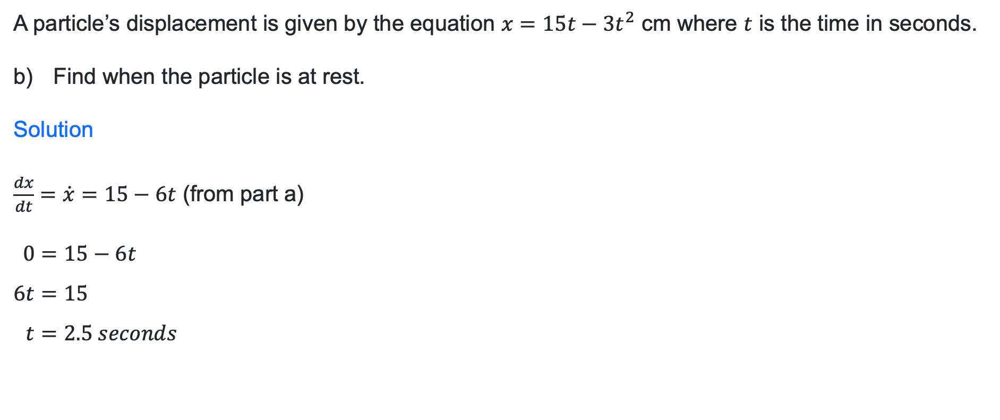 A particle’s displacement is given by the equation x = 15t − 3t² cm where t is the time in seconds.
b) Find when the particle is at rest.
Solution
dx/dt = ẋ = 15 − 6t (from part a)
0 = 15 − 6t
6t = 15
t = 2.5 seconds